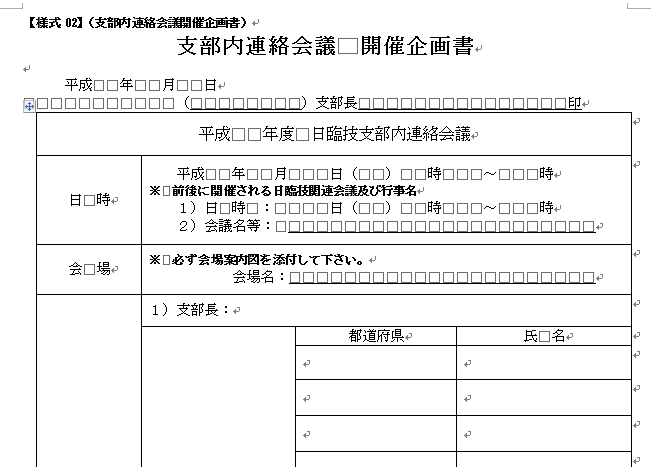 【様式 02】（支部内連絡会議開催企画書）
支部内連絡会議□開催企画書
平成□□年□□月□□日
□□□□□□□□□□（□□□□□□□□）支部長□□□□□□□□□□□□□□□印
平成□□年度□日臨技支部内連絡会議
日□時
平成□□年□□月□□□日（□□）□□時□□□～□□□時
※□前後に開催される日臨技関連会議及び行事名
１）日□時□：□□□□日（□□）□□時□□□～□□□時
２）会議名等：□□□□□□□□□□□□□□□□□□□□□□□
会□場
※□必ず会場案内図を添付して下さい。
会場名：□□□□□□□□□□□□□□□□□□□□□□
１）支部長：
都道府県
氏□名